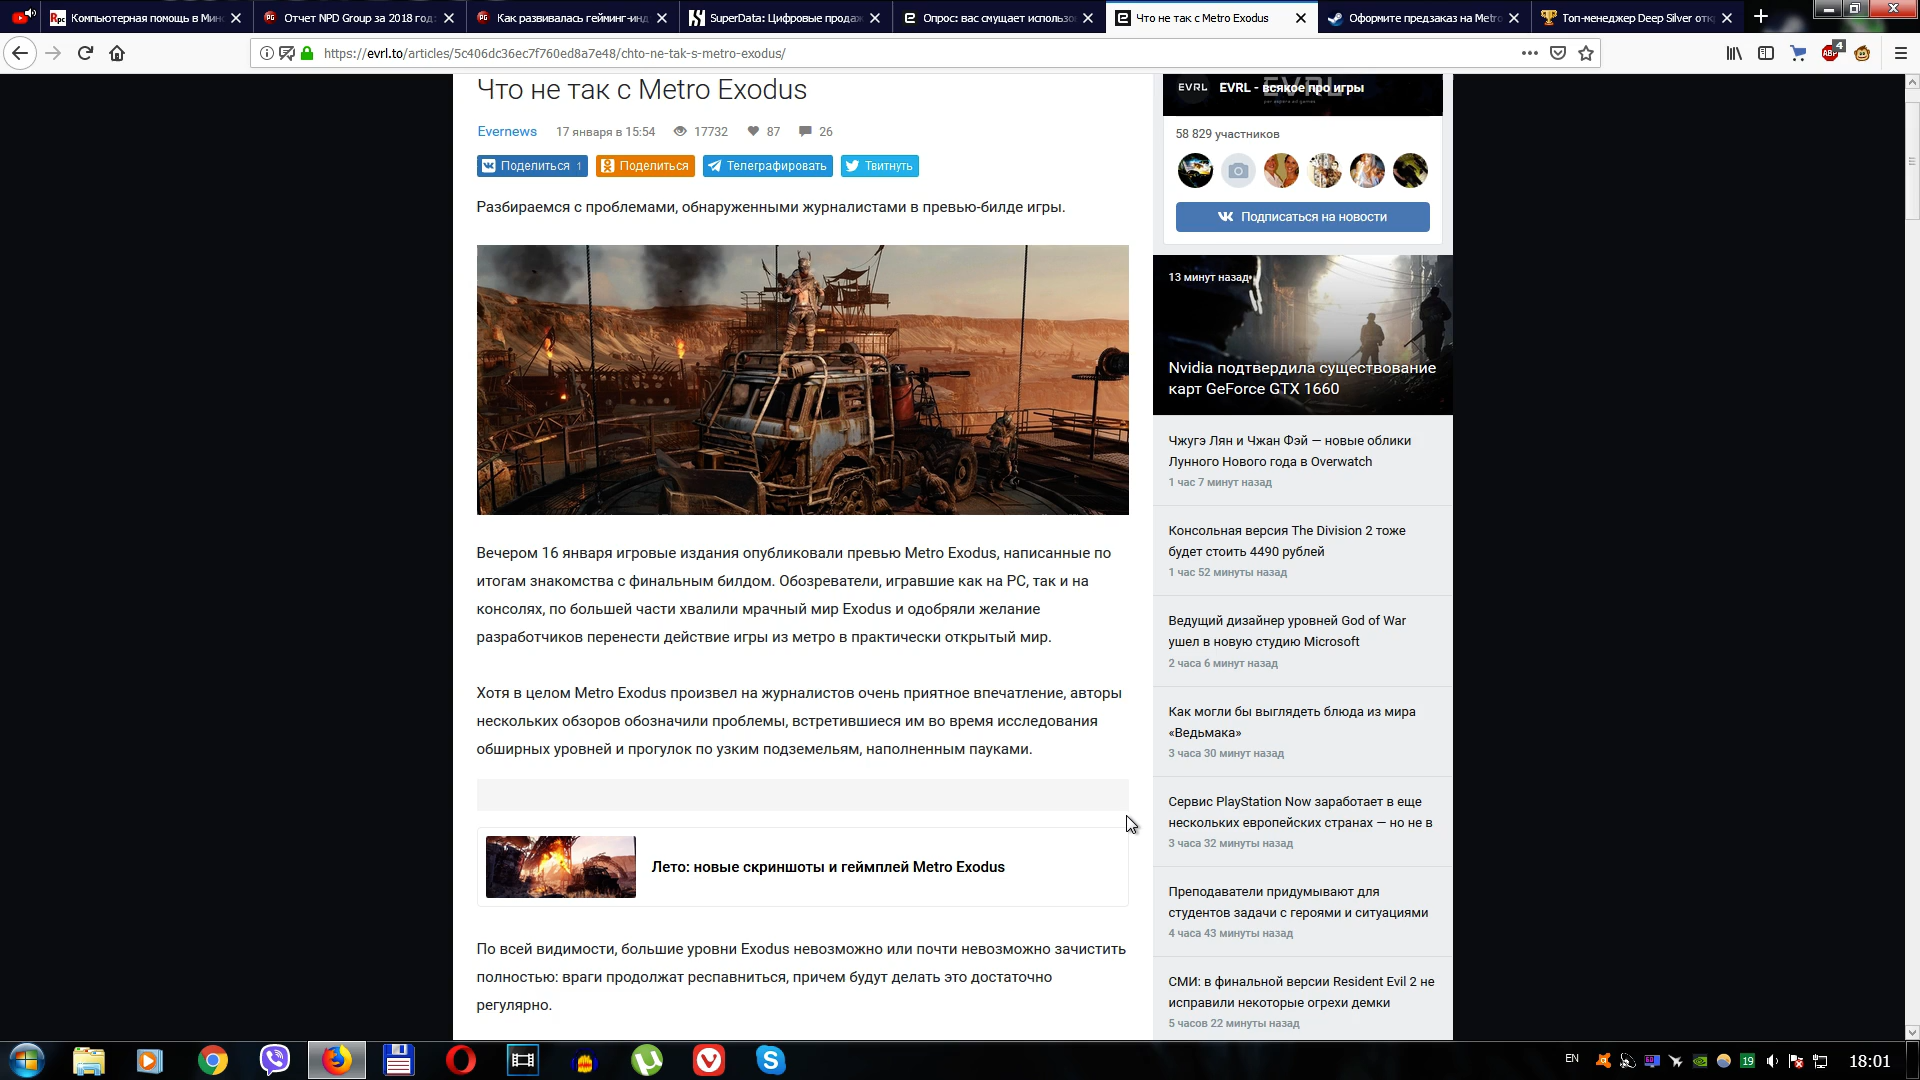 Компьютерная помощь в Минс
Отчет NPD Group за 2018 год:
Как развивалась гейминг-инд
SuperData: Цифровые продаж
Опрос: вас смущает использо
Что не так с Metro Exodus
Оформите предзаказ на Metro
Топ-менеджер Deep Silver отк
https://evrl.to/articles/5c406dc36ec7f760ed8a7e48/chto-ne-tak-s-metro-exodus/
4
Что не так с Metro Exodus
Evernews 17 января в 15:54 17732 87 26
Поделиться 1 Поделиться Телеграфировать Твитнуть
Разбираемся с проблемами, обнаруженными журналистами в превью-билде игры.
Вечером 16 января игровые издания опубликовали превью Metro Exodus, написанные по
итогам знакомства с финальным билдом. Обозреватели, игравшие как на PC, так и на
консолях, по большей части хвалили мрачный мир Exodus и одобряли желание
разработчиков перенести действие игры из метро в практически открытый мир.
Хотя в целом Metro Exodus произвел на журналистов очень приятное впечатление, авторы
нескольких обзоров обозначили проблемы, встретившиеся им во время исследования
обширных уровней и прогулок по узким подземельям, наполненным пауками.
Лето: новые скриншоты и геймплей Metro Exodus
По всей видимости, большие уровни Exodus невозможно или почти невозможно зачистить
полностью: враги продолжат респавниться, причем будут делать это достаточно
регулярно.
EVRL EVRL - всякое про игры
58 829 участников
Подписаться на новости
13 минут назад
Nvidia подтвердила существование
карт GeForce GTX 1660
Чжугэ Лян и Чжан Фэй — новые облики
Лунного Нового года в Overwatch
1 час 7 минут назад
Консольная версия The Division 2 тоже
будет стоить 4490 рублей
1 час 52 минуты назад
Ведущий дизайнер уровней God of War
ушел в новую студию Microsoft
2 часа 6 минут назад
Как могли бы выглядеть блюда из мира
«Ведьмака»
3 часа 30 минут назад
Сервис PlayStation Now заработает в еще
нескольких европейских странах — но не в
3 часа 32 минуты назад
Преподаватели придумывают для
студентов задачи с героями и ситуациями
4 часа 43 минуты назад
СМИ: в финальной версии Resident Evil 2 не
исправили некоторые огрехи демки
5 часов 22 минуты назад
EN 19 18:01